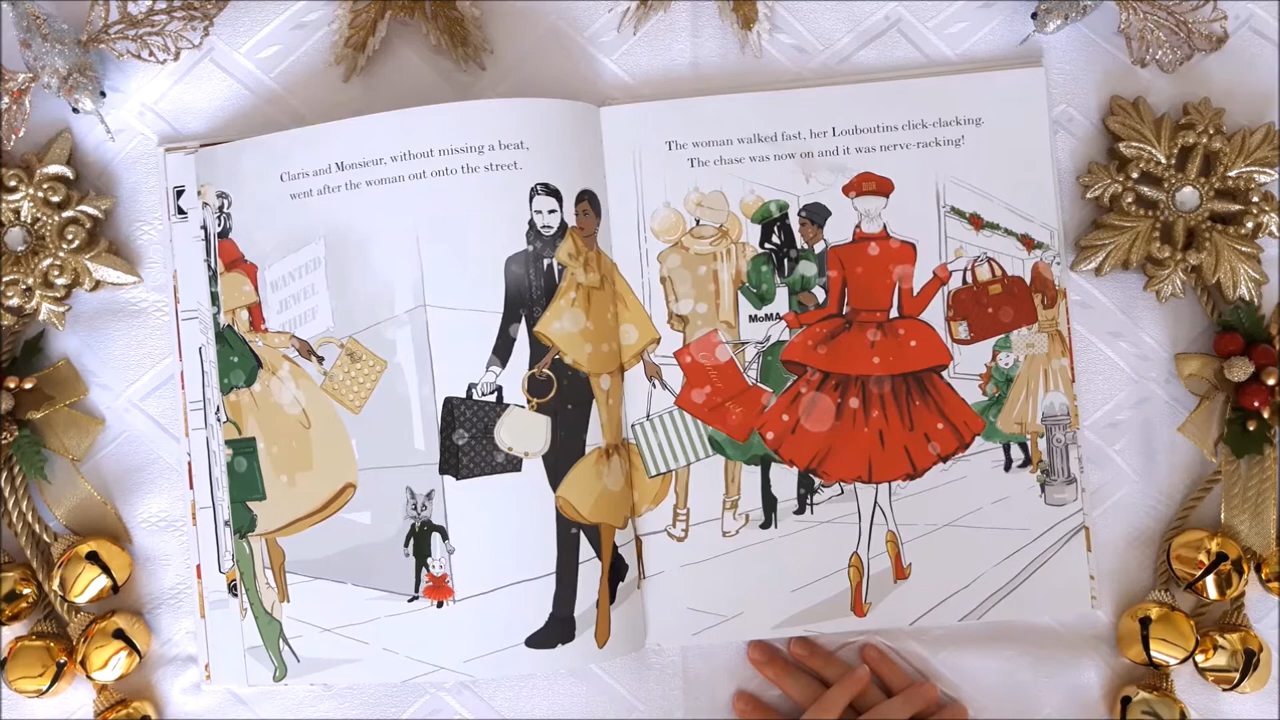 Claris and Monsieur, without missing a beat,
went after the woman out onto the street.
WANTED
JEWEL
THIEF
The woman walked fast, her Louboutins click-clacking.
The chase was now on and it was nerve-racking!
DIOR
MoMA
Cartier